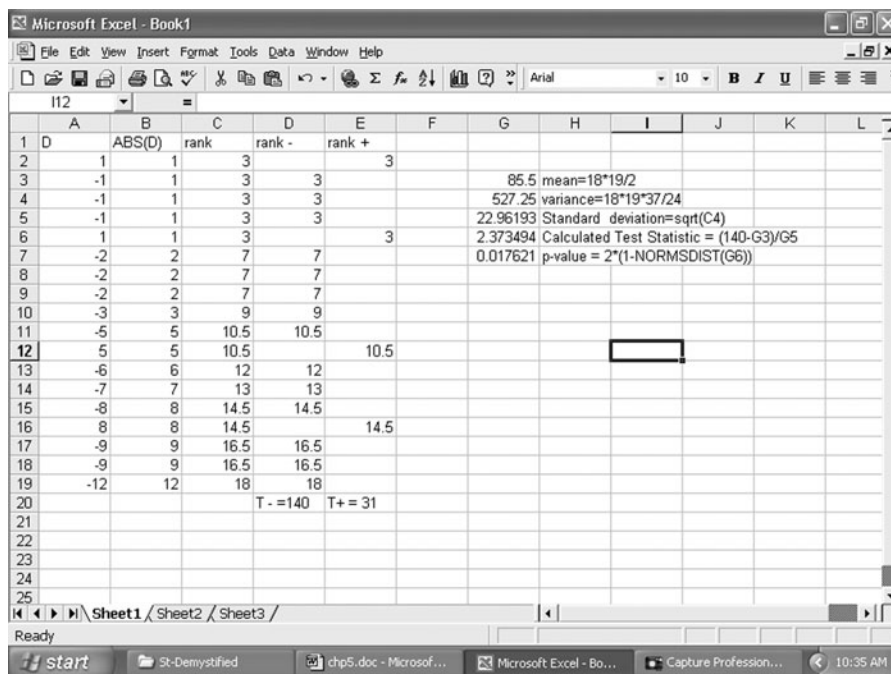 Microsoft Excel - Book1
File Edit View Insert Format Tools Data Window Help
Arial 10 B I U
I12 =
A B C D E F G H I J K L
1 D ABS(D) rank rank - rank +
2 1 1 3 3
3 -1 1 3 3 85.5 mean=18*19/2
4 -1 1 3 3 527.25 variance=18*19*37/24
5 -1 1 3 3 22.96193 Standard deviation=sqrt(C4)
6 1 1 3 3 2.373494 Calculated Test Statistic = (140-G3)/G5
7 -2 2 7 7 0.017621 p-value = 2*(1-NORMSDIST(G6))
8 -2 2 7 7
9 -2 2 7 7
10 -3 3 9 9
11 -5 5 10.5 10.5
12 5 5 10.5 10.5
13 -6 6 12 12
14 -7 7 13 13
15 -8 8 14.5 14.5
16 8 8 14.5 14.5
17 -9 9 16.5 16.5
18 -9 9 16.5 16.5
19 -12 12 18 18
20 T - =140 T+ = 31
21
22
23
24
25
Sheet1 / Sheet2 / Sheet3 /
Ready
start St-Demystified chp5.doc - Microsof... Microsoft Excel - Bo... Capture Profession... 10:35 AM